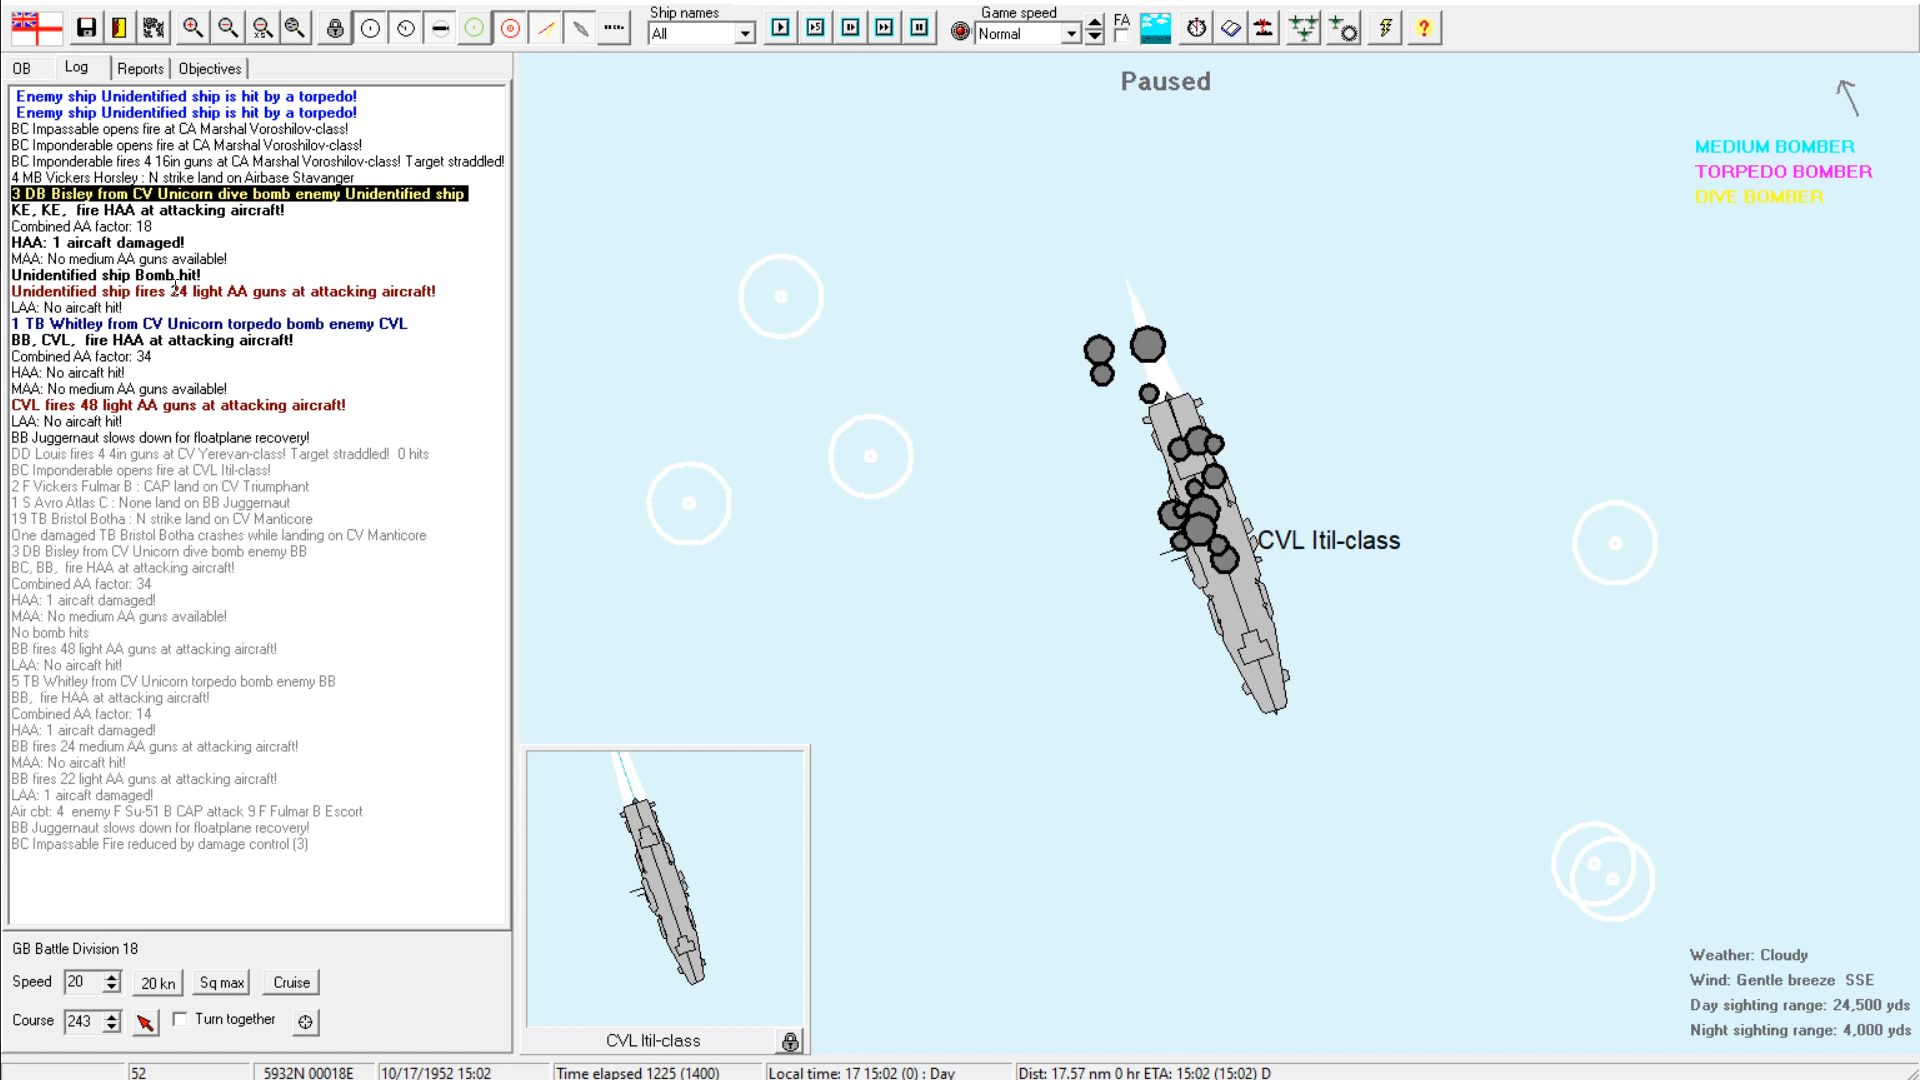 Ship names
All
Game speed
Normal
FA
OB
Log
Reports
Objectives
Enemy ship Unidentified ship is hit by a torpedo!
Enemy ship Unidentified ship is hit by a torpedo!
BC Impassable opens fire at CA Marshal Voroshilov-class!
BC Imponderable opens fire at CA Marshal Voroshilov-class!
BC Imponderable fires 4 16in guns at CA Marshal Voroshilov-class! Target straddled!
4 MB Vickers Horsley : N strike land on Airbase Stavanger
3 DB Bisley from CV Unicorn dive bomb enemy Unidentified ship
KE, KE,  fire HAA at attacking aircraft!
Combined AA factor: 18
HAA: 1 aircaft damaged!
MAA: No medium AA guns available!
Unidentified ship Bomb hit!
Unidentified ship fires 24 light AA guns at attacking aircraft!
LAA: No aircaft hit!
1 TB Whitley from CV Unicorn torpedo bomb enemy CVL
BB, CVL,  fire HAA at attacking aircraft!
Combined AA factor: 34
HAA: No aircaft hit!
MAA: No medium AA guns available!
CVL fires 48 light AA guns at attacking aircraft!
LAA: No aircaft hit!
BB Juggernaut slows down for floatplane recovery!
DD Louis fires 4 4in guns at CV Yerevan-class! Target straddled!  0 hits
BC Imponderable opens fire at CVL Itil-class!
2 F Vickers Fulmar B : CAP land on CV Triumphant
1 S Avro Atlas C : None land on BB Juggernaut
19 TB Bristol Botha : N strike land on CV Manticore
One damaged TB Bristol Botha crashes while landing on CV Manticore
3 DB Bisley from CV Unicorn dive bomb enemy BB
BC, BB,  fire HAA at attacking aircraft!
Combined AA factor: 34
HAA: 1 aircaft damaged!
MAA: No medium AA guns available!
No bomb hits
BB fires 48 light AA guns at attacking aircraft!
LAA: No aircaft hit!
5 TB Whitley from CV Unicorn torpedo bomb enemy BB
BB,  fire HAA at attacking aircraft!
Combined AA factor: 14
HAA: 1 aircaft damaged!
BB fires 24 medium AA guns at attacking aircraft!
MAA: No aircaft hit!
BB fires 22 light AA guns at attacking aircraft!
LAA: 1 aircaft damaged!
Air cbt: 4  enemy F Su-51 B CAP attack 9 F Fulmar B Escort
BB Juggernaut slows down for floatplane recovery!
BC Impassable Fire reduced by damage control (3)
GB Battle Division 18
Speed 20 20 kn Sq max Cruise
Course 243 Turn together
Paused
MEDIUM BOMBER
TORPEDO BOMBER
DIVE BOMBER
CVL Itil-class
CVL Itil-class
Weather: Cloudy
Wind: Gentle breeze  SSE
Day sighting range: 24,500 yds
Night sighting range: 4,000 yds
52 5932N 00018E 10/17/1952 15:02 Time elapsed 1225 (1400) Local time: 17 15:02 (0) : Day Dist: 17.57 nm 0 hr ETA: 15:02 (15:02) D